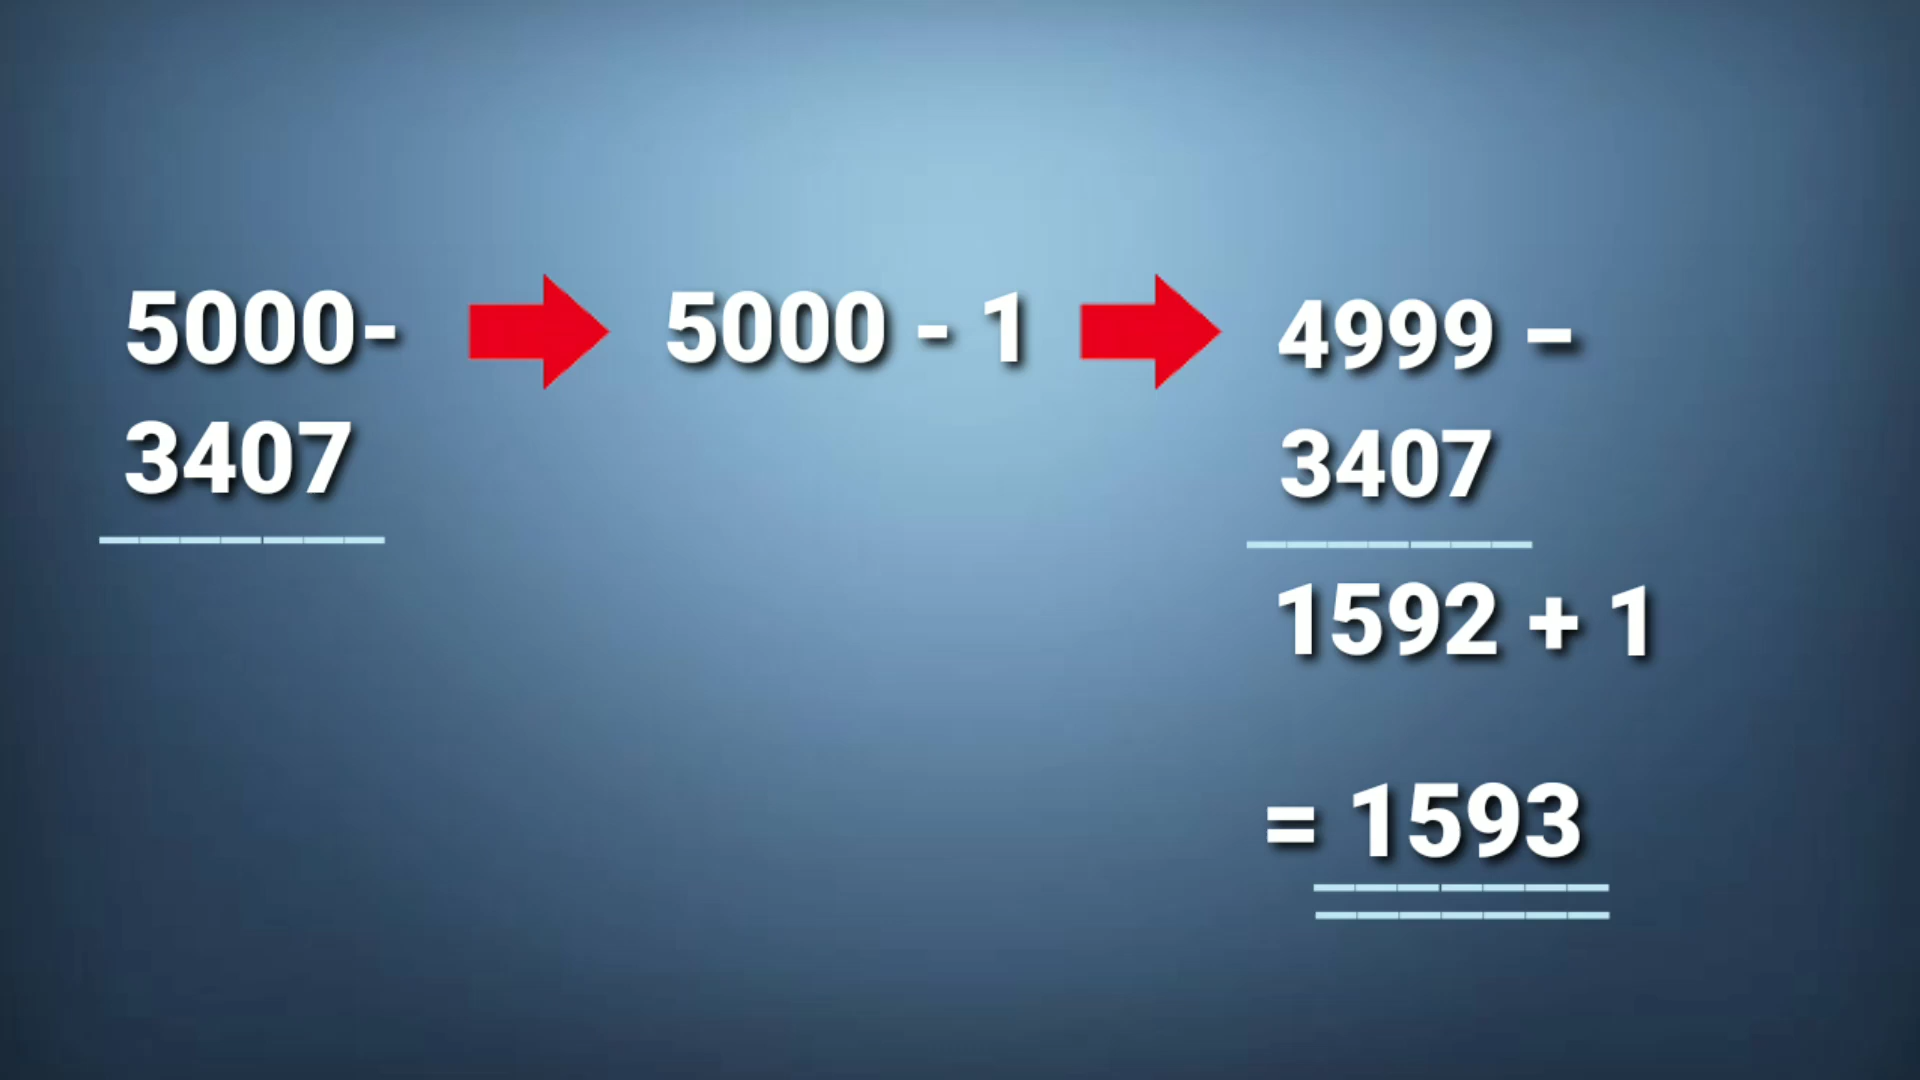 5000-
3407
5000 - 1
4999 –
3407
1592 + 1
= 1593